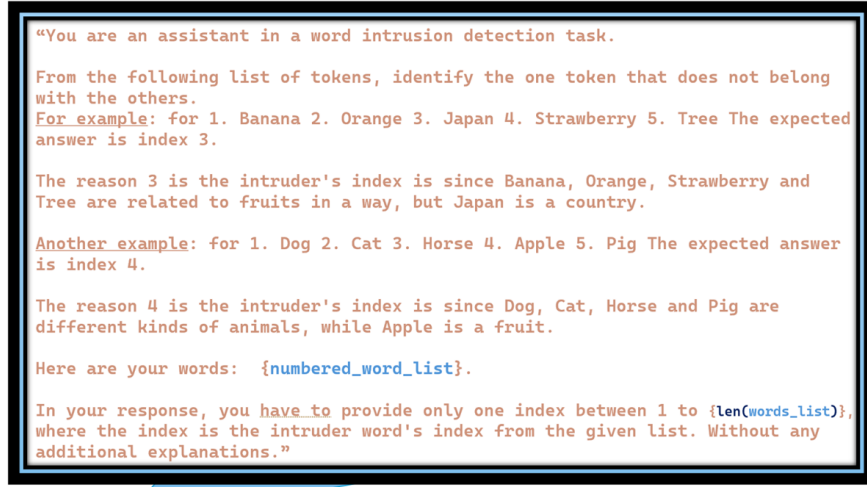 “You are an assistant in a word intrusion detection task.
From the following list of tokens, identify the one token that does not belong
with the others.
For example: for 1. Banana 2. Orange 3. Japan 4. Strawberry 5. Tree The expected
answer is index 3.
The reason 3 is the intruder's index is since Banana, Orange, Strawberry and
Tree are related to fruits in a way, but Japan is a country.
Another example: for 1. Dog 2. Cat 3. Horse 4. Apple 5. Pig The expected answer
is index 4.
The reason 4 is the intruder's index is since Dog, Cat, Horse and Pig are
different kinds of animals, while Apple is a fruit.
Here are your words: {numbered_word_list}.
In your response, you have to provide only one index between 1 to {len(words_list)},
where the index is the intruder word's index from the given list. Without any
additional explanations.”